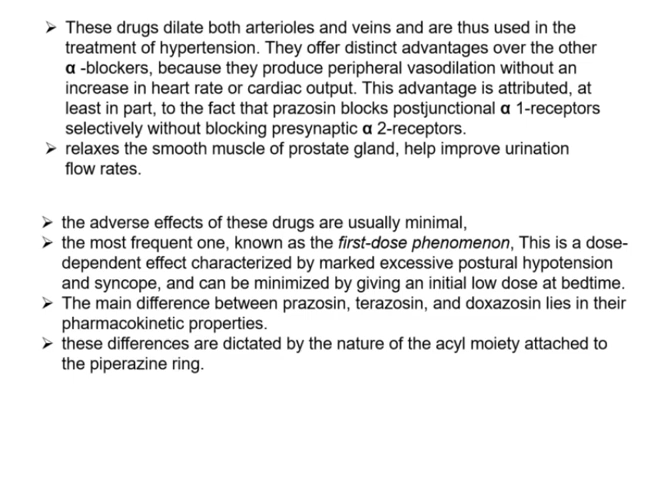 ➤ These drugs dilate both arterioles and veins and are thus used in the
treatment of hypertension. They offer distinct advantages over the other
α -blockers, because they produce peripheral vasodilation without an
increase in heart rate or cardiac output. This advantage is attributed, at
least in part, to the fact that prazosin blocks postjunctional α 1-receptors
selectively without blocking presynaptic α 2-receptors.
➤ relaxes the smooth muscle of prostate gland, help improve urination
flow rates.
➤ the adverse effects of these drugs are usually minimal,
➤ the most frequent one, known as the first-dose phenomenon, This is a dose-
dependent effect characterized by marked excessive postural hypotension
and syncope, and can be minimized by giving an initial low dose at bedtime.
➤ The main difference between prazosin, terazosin, and doxazosin lies in their
pharmacokinetic properties.
➤ these differences are dictated by the nature of the acyl moiety attached to
the piperazine ring.